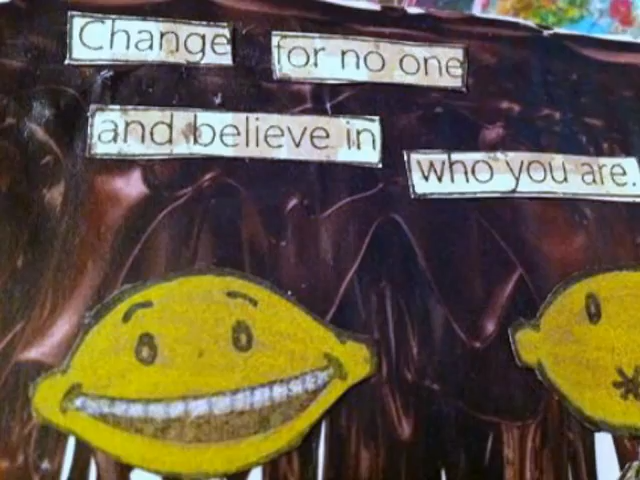 Change for no one
and believe in
who you are.